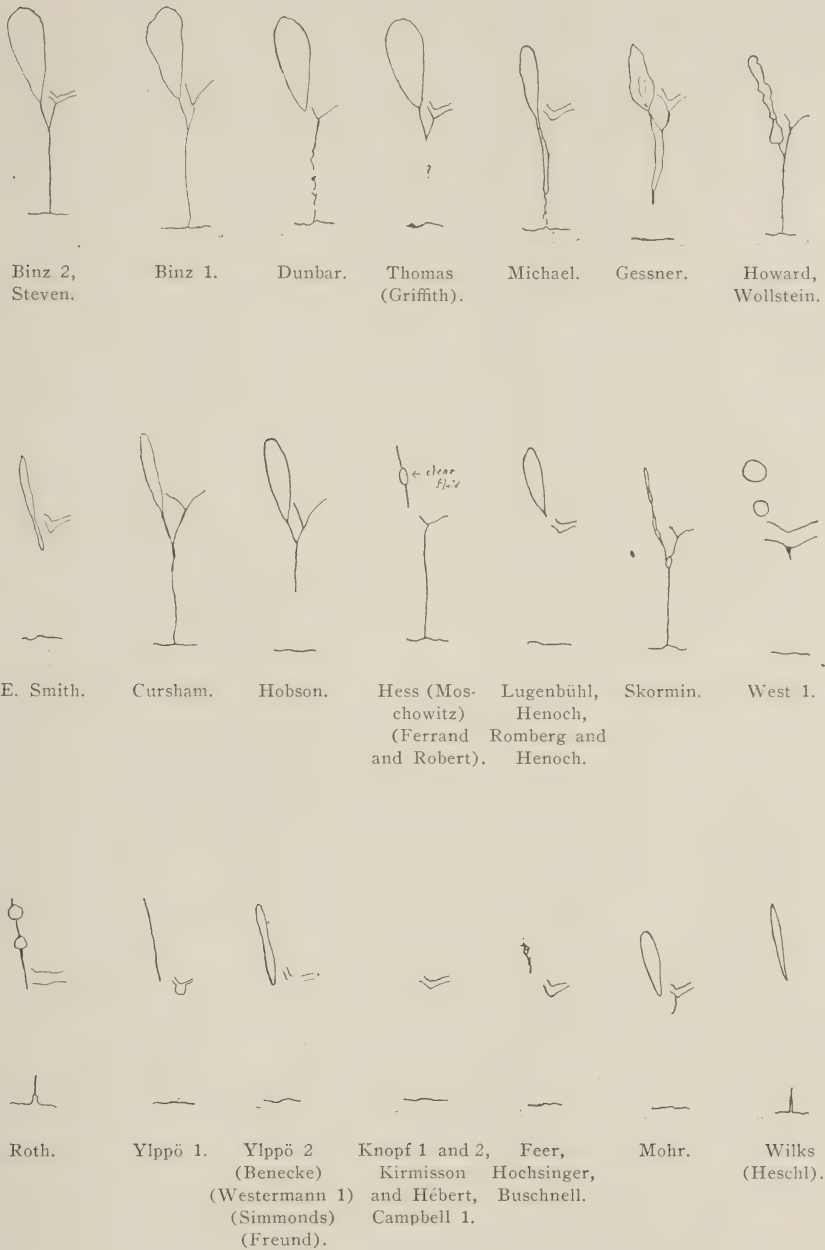 Binz 2,
Steven.
Binz 1.
Dunbar.
Thomas
(Griffith).
Michael.
Gessner.
Howard,
Wollstein.
?
← clear
fluid
E. Smith.
Cursham.
Hobson.
Hess (Mos-
chowitz)
(Ferrand
and Robert).
Lugenbühl,
Henoch,
Romberg and
Henoch.
Skormin.
West 1.
Roth.
Ylppö 1.
Ylppö 2
(Benecke)
(Westermann 1)
(Simmonds)
(Freund).
Knopf 1 and 2,
Kirmisson
and Hébert,
Campbell 1.
Feer,
Hochsinger,
Buschnell.
Mohr.
Wilks
(Heschl).